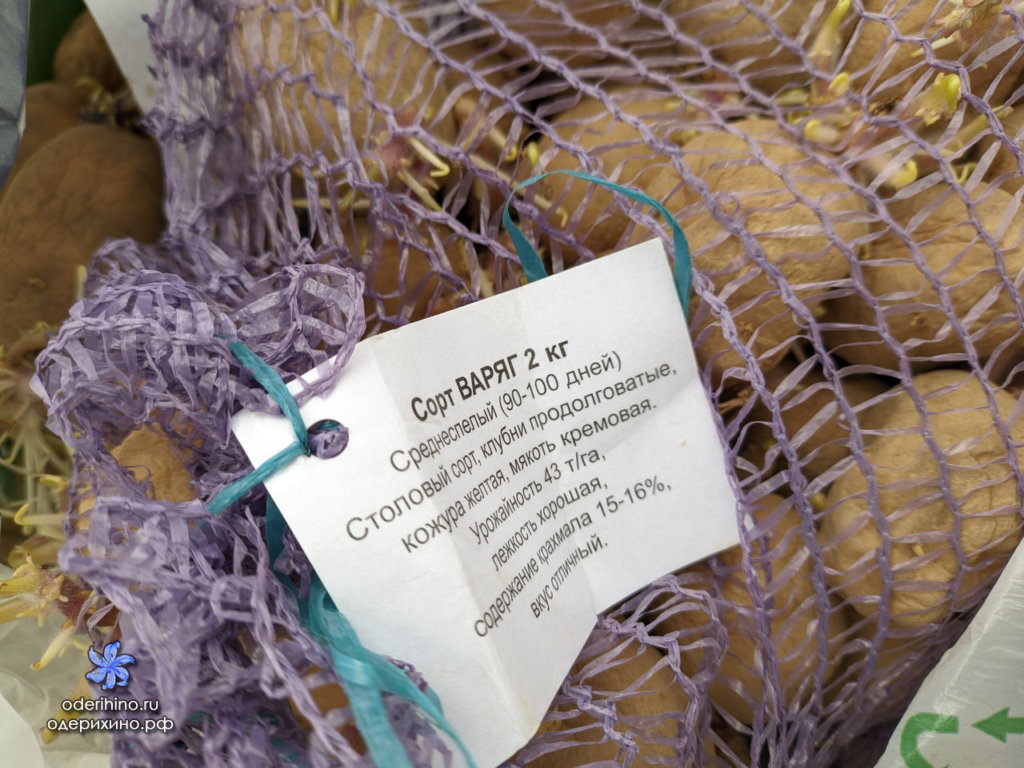 Сорт ВАРЯГ 2 кг
Среднеспелый (90-100 дней)
Столовый сорт, клубни продолговатые,
кожура желтая, мякоть кремовая.
Урожайность 43 т/га,
лежкость хорошая,
содержание крахмала 15-16%,
вкус отличный.
oderihino.ru
одерихино.рф